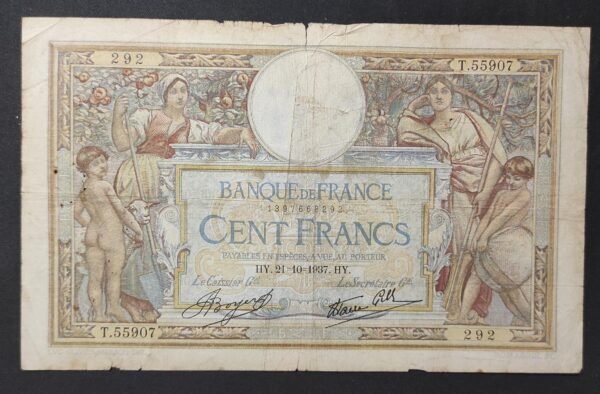 292
T.55907
BANQUE DE FRANCE
1397668292
CENT FRANCS
PAYABLES EN ESPÈCES, A VUE, AU PORTEUR
HY. 21-10-1937. HY.
Le Caissier Gal
Le Secrétaire Gal
T.55907
292